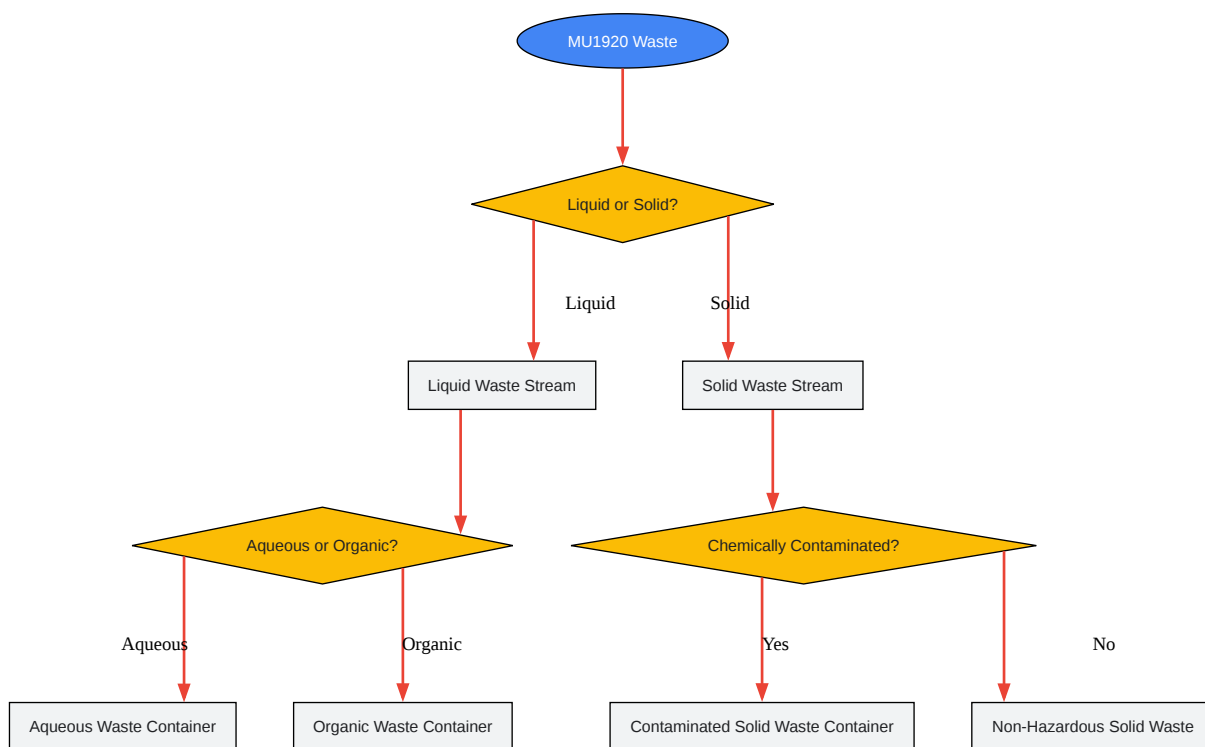 MU1920 Waste
Liquid or Solid?
Liquid
Solid
Liquid Waste Stream
Solid Waste Stream
Aqueous or Organic?
Chemically Contaminated?
Aqueous
Organic
Yes
No
Aqueous Waste Container
Organic Waste Container
Contaminated Solid Waste Container
Non-Hazardous Solid Waste